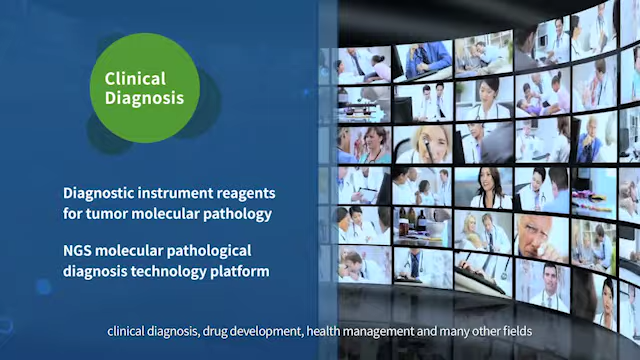 Clinical
Diagnosis
Diagnostic instrument reagents
for tumor molecular pathology
NGS molecular pathological
diagnosis technology platform
clinical diagnosis, drug development, health management and many other fields